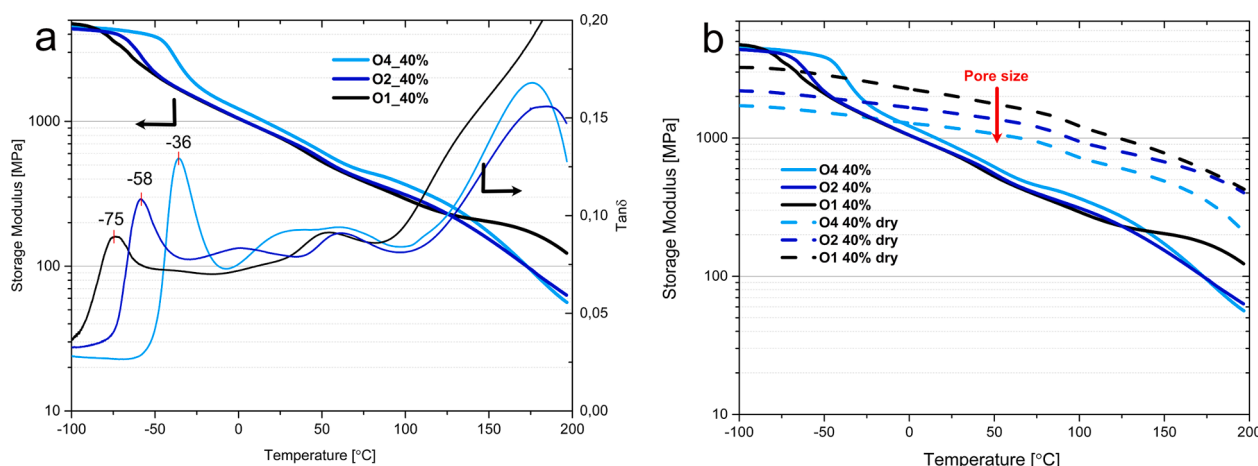 a
O4_40%
O2_40%
O1_40%
-36
-58
-75
Storage Modulus [MPa]
1000
100
10
Tanδ
0,20
0,15
0,10
0,05
0,00
-100 -50 0 50 100 150 200
Temperature [°C]
b
Pore size
O4 40%
O2 40%
O1 40%
O4 40% dry
O2 40% dry
O1 40% dry
Storage Modulus [MPa]
1000
100
10
-100 -50 0 50 100 150 200
Temperature [°C]